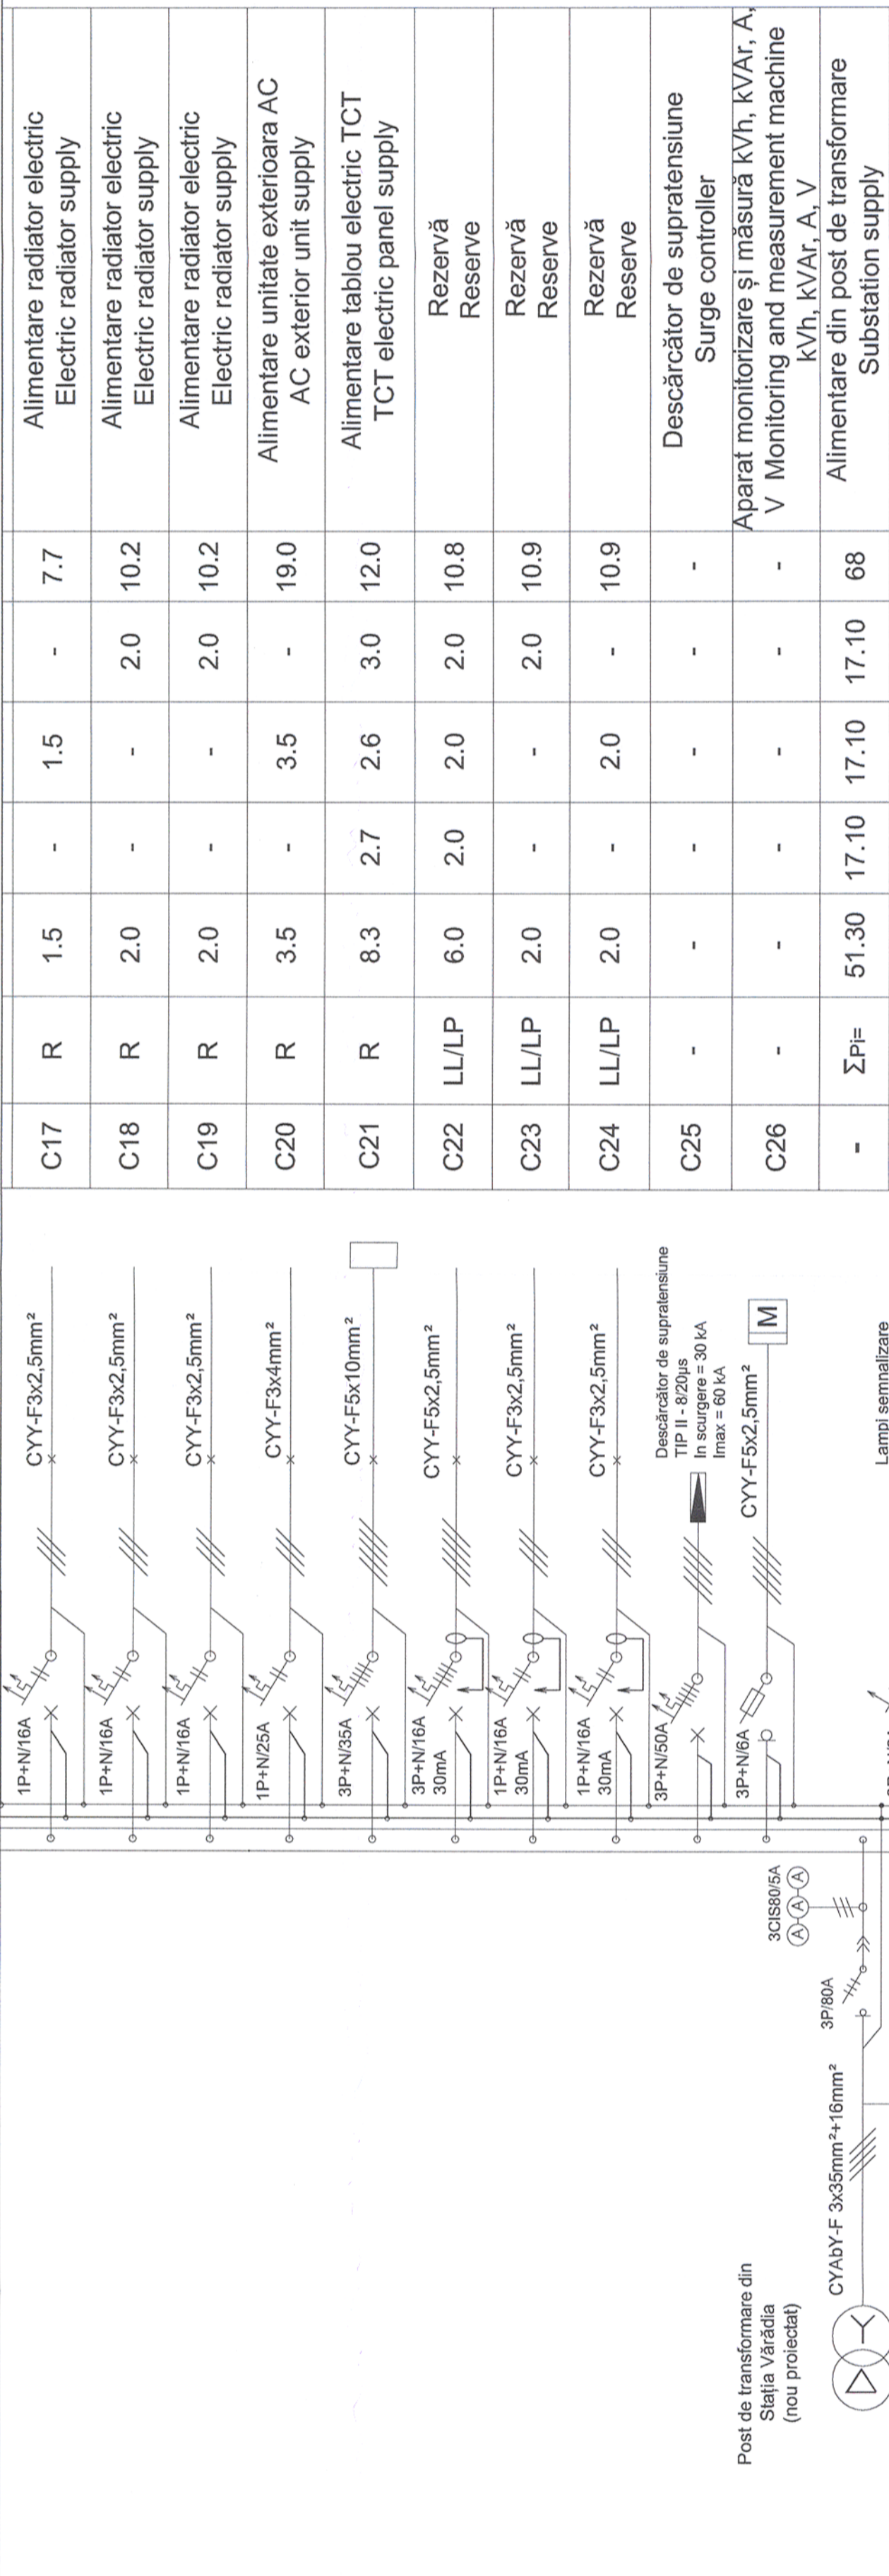 1P+N/16A CYY-F3x2,5mm² C17 R 1.5 - 1.5 - 7.7 Alimentare radiator electric
Electric radiator supply
1P+N/16A CYY-F3x2,5mm² C18 R 2.0 - - 2.0 10.2 Alimentare radiator electric
Electric radiator supply
1P+N/16A CYY-F3x2,5mm² C19 R 2.0 - - 2.0 10.2 Alimentare radiator electric
Electric radiator supply
1P+N/25A CYY-F3x4mm² C20 R 3.5 - 3.5 - 19.0 Alimentare unitate exterioara AC
AC exterior unit supply
3P+N/35A CYY-F5x10mm² C21 R 8.3 2.7 2.6 3.0 12.0 Alimentare tablou electric TCT
TCT electric panel supply
3P+N/16A CYY-F5x2,5mm² C22 LL/LP 6.0 2.0 2.0 2.0 10.8 Rezervă
30mA Reserve
1P+N/16A CYY-F3x2,5mm² C23 LL/LP 2.0 - - 2.0 10.9 Rezervă
30mA Reserve
1P+N/16A CYY-F3x2,5mm² C24 LL/LP 2.0 - 2.0 - 10.9 Rezervă
30mA Reserve
3P+N/50A Descărcător de supratensiune C25 - - - - - - Descărcător de supratensiune
TIP II - 8/20µs Surge controller
In scurgere = 30 kA
Imax = 60 kA
3P+N/6A CYY-F5x2,5mm² M C26 - - - - - - Aparat monitorizare și măsură kVh, kVAr, A,
V Monitoring and measurement machine
kVh, kVAr, A, V
3CIS80/5A
A A A
3P/80A
Post de transformare din
Stația Vărădia
(nou proiectat)
CYAbY-F 3x35mm²+16mm² - ΣPi= 51.30 17.10 17.10 17.10 68 Alimentare din post de transformare
Substation supply
Lampi semnalizare